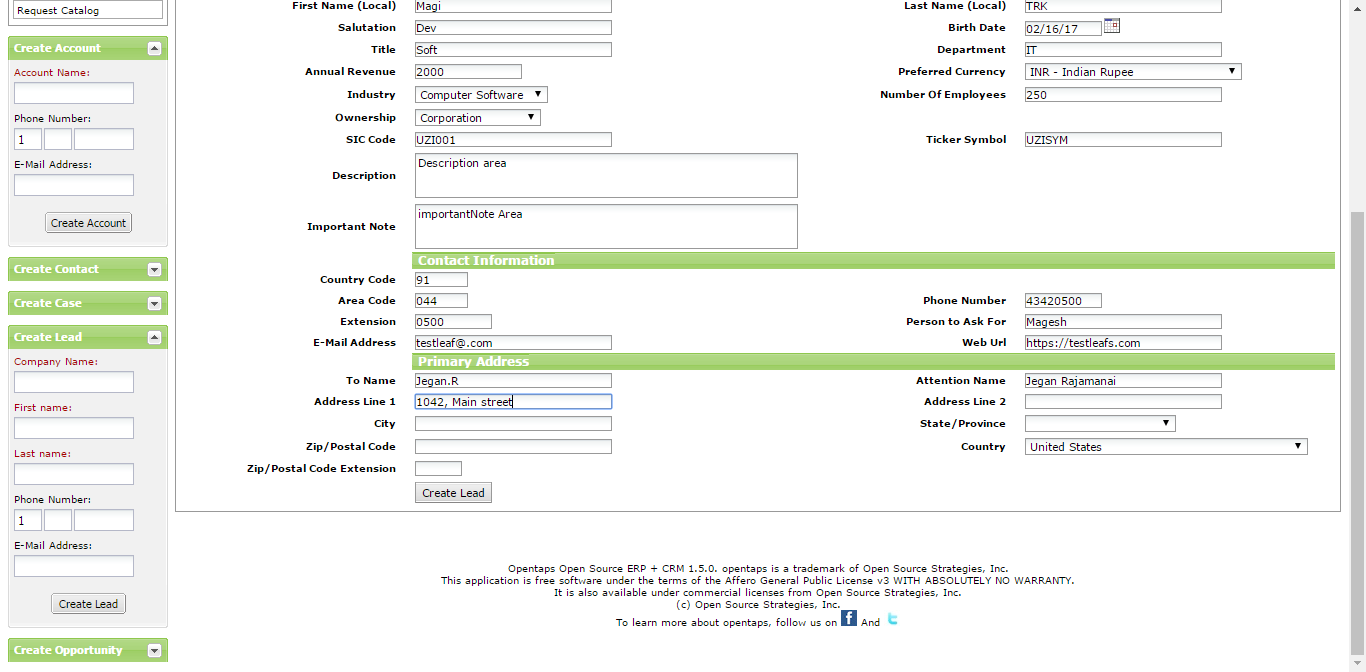 Request Catalog
Create Account
Account Name:
Phone Number:
1
E-Mail Address:
Create Account
Create Contact
Create Case
Create Lead
Company Name:
First name:
Last name:
Phone Number:
1
E-Mail Address:
Create Lead
Create Opportunity
First Name (Local) Magi Last Name (Local) TRK
Salutation Dev Birth Date 02/16/17
Title Soft Department IT
Annual Revenue 2000 Preferred Currency INR - Indian Rupee
Industry Computer Software Number Of Employees 250
Ownership Corporation
SIC Code UZI001 Ticker Symbol UZISYM
Description Description area
Important Note importantNote Area
Contact Information
Country Code 91
Area Code 044 Phone Number 43420500
Extension 0500 Person to Ask For Magesh
E-Mail Address testleaf@.com Web Url https://testleafs.com
Primary Address
To Name Jegan.R Attention Name Jegan Rajamanai
Address Line 1 1042, Main street Address Line 2
City State/Province
Zip/Postal Code Country United States
Zip/Postal Code Extension
Create Lead
Opentaps Open Source ERP + CRM 1.5.0. opentaps is a trademark of Open Source Strategies, Inc.
This application is free software under the terms of the Affero General Public License v3 WITH ABSOLUTELY NO WARRANTY.
It is also available under commercial licenses from Open Source Strategies, Inc.
(c) Open Source Strategies, Inc.
To learn more about opentaps, follow us on f And t